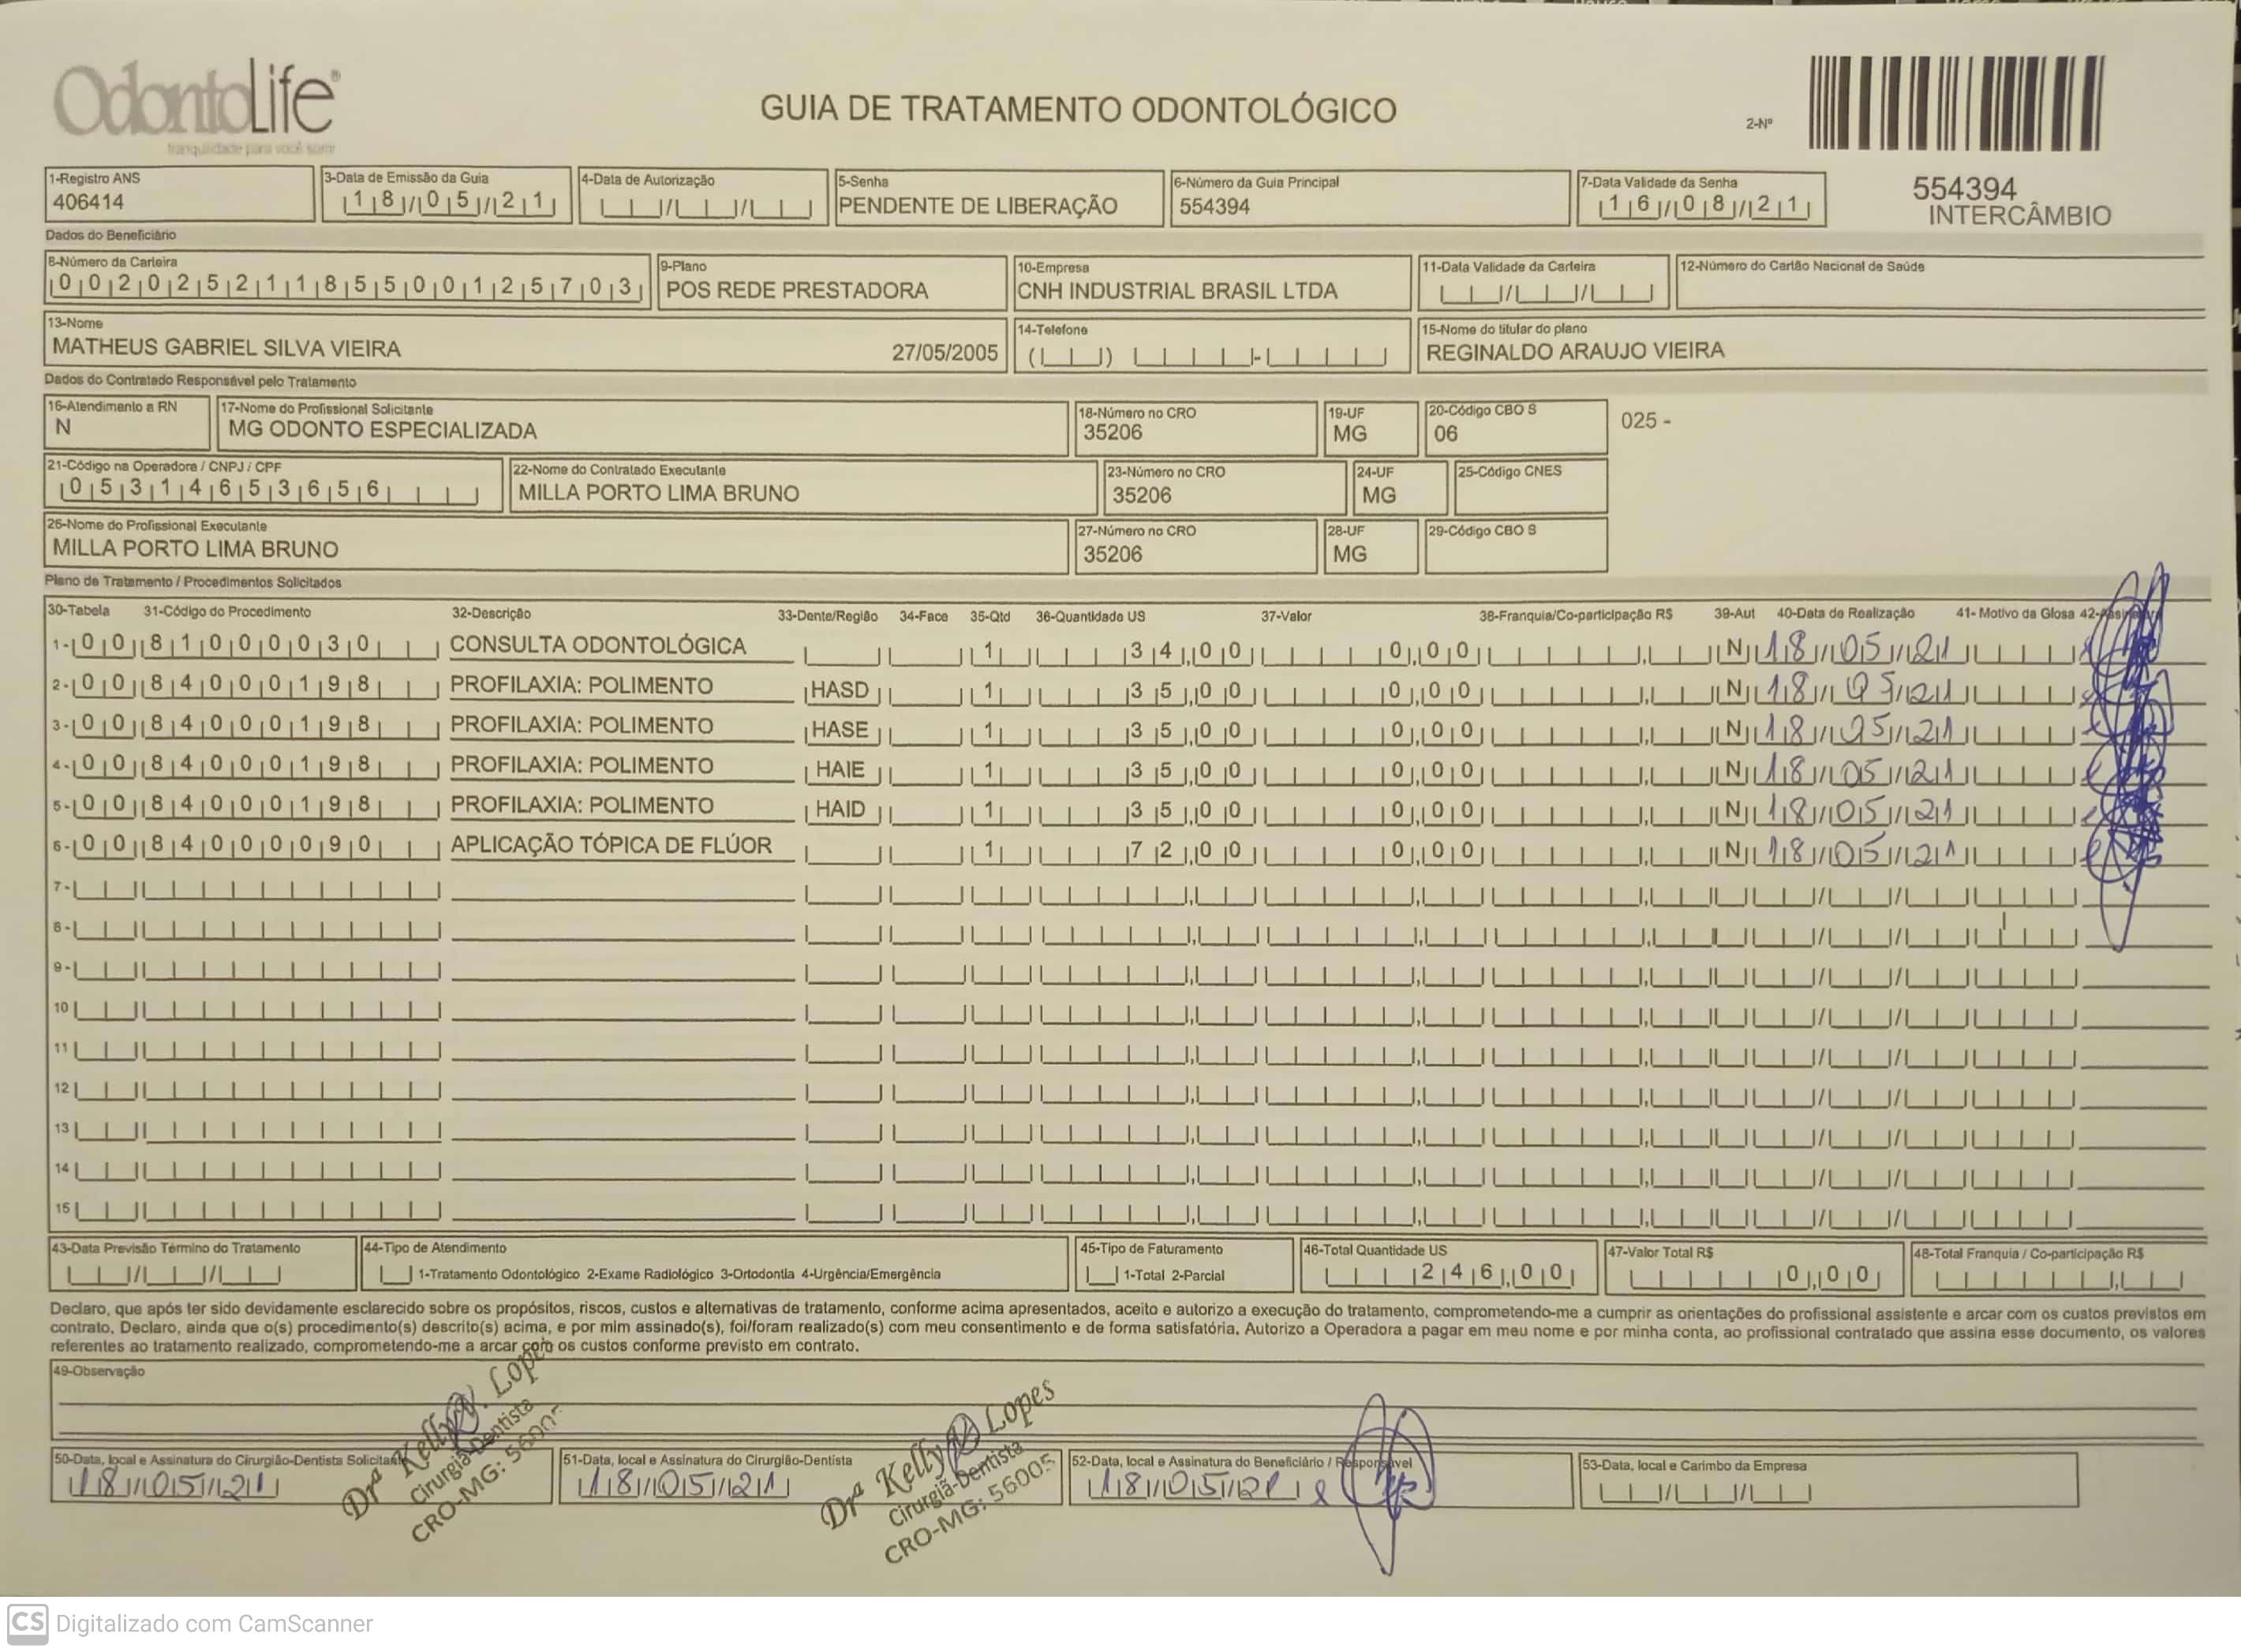 OdontoLife®
tranquilidade para você sorrir
GUIA DE TRATAMENTO ODONTOLÓGICO
2-Nº
554394
INTERCÂMBIO
1-Registro ANS
406414
3-Data de Emissão da Guia
18/05/21
4-Data de Autorização
5-Senha
PENDENTE DE LIBERAÇÃO
6-Número da Guia Principal
554394
7-Data Validade da Senha
16/08/21
Dados do Beneficiário
8-Número da Carteira
00202521185500125703
9-Plano
POS REDE PRESTADORA
10-Empresa
CNH INDUSTRIAL BRASIL LTDA
11-Data Validade da Carteira
12-Número do Cartão Nacional de Saúde
13-Nome
MATHEUS GABRIEL SILVA VIEIRA 27/05/2005
14-Telefone
15-Nome do titular do plano
REGINALDO ARAUJO VIEIRA
Dados do Contratado Responsável pelo Tratamento
16-Atendimento a RN
N
17-Nome do Profissional Solicitante
MG ODONTO ESPECIALIZADA
18-Número no CRO
35206
19-UF
MG
20-Código CBO S
06
025 -
21-Código na Operadora / CNPJ / CPF
05314653656
22-Nome do Contratado Executante
MILLA PORTO LIMA BRUNO
23-Número no CRO
35206
24-UF
MG
25-Código CNES
26-Nome do Profissional Executante
MILLA PORTO LIMA BRUNO
27-Número no CRO
35206
28-UF
MG
29-Código CBO S
Plano de Tratamento / Procedimentos Solicitados
30-Tabela 31-Código do Procedimento 32-Descrição 33-Dente/Região 34-Face 35-Qtd 36-Quantidade US 37-Valor 38-Franquia/Co-participação R$ 39-Aut 40-Data de Realização 41- Motivo da Glosa 42-Assinatura
1- 00 81000030 CONSULTA ODONTOLÓGICA 1 34,00 0,00 N 18/05/21
2- 00 84000198 PROFILAXIA: POLIMENTO HASD 1 35,00 0,00 N 18/05/21
3- 00 84000198 PROFILAXIA: POLIMENTO HASE 1 35,00 0,00 N 18/05/21
4- 00 84000198 PROFILAXIA: POLIMENTO HAIE 1 35,00 0,00 N 18/05/21
5- 00 84000198 PROFILAXIA: POLIMENTO HAID 1 35,00 0,00 N 18/05/21
6- 00 84000090 APLICAÇÃO TÓPICA DE FLÚOR 1 72,00 0,00 N 18/05/21
7-
8-
9-
10
11
12
13
14
15
43-Data Previsão Término do Tratamento
44-Tipo de Atendimento
1-Tratamento Odontológico 2-Exame Radiológico 3-Ortodontia 4-Urgência/Emergência
45-Tipo de Faturamento
1-Total 2-Parcial
46-Total Quantidade US
246,00
47-Valor Total R$
0,00
48-Total Franquia / Co-participação R$
Declaro, que após ter sido devidamente esclarecido sobre os propósitos, riscos, custos e alternativas de tratamento, conforme acima apresentados, aceito e autorizo a execução do tratamento, comprometendo-me a cumprir as orientações do profissional assistente e arcar com os custos previstos em
contrato. Declaro, ainda que o(s) procedimento(s) descrito(s) acima, e por mim assinado(s), foi/foram realizado(s) com meu consentimento e de forma satisfatória. Autorizo a Operadora a pagar em meu nome e por minha conta, ao profissional contratado que assina esse documento, os valores
referentes ao tratamento realizado, comprometendo-me a arcar com os custos conforme previsto em contrato.
49-Observação
50-Data, local e Assinatura do Cirurgião-Dentista Solicitante
18/05/21
Drª Kelly Lopes
Cirurgiã-Dentista
CRO-MG: 56005
51-Data, local e Assinatura do Cirurgião-Dentista
18/05/21
Drª Kelly Lopes
Cirurgiã-Dentista
CRO-MG: 56005
52-Data, local e Assinatura do Beneficiário / Responsável
18/05/21
53-Data, local e Carimbo da Empresa
CS Digitalizado com CamScanner